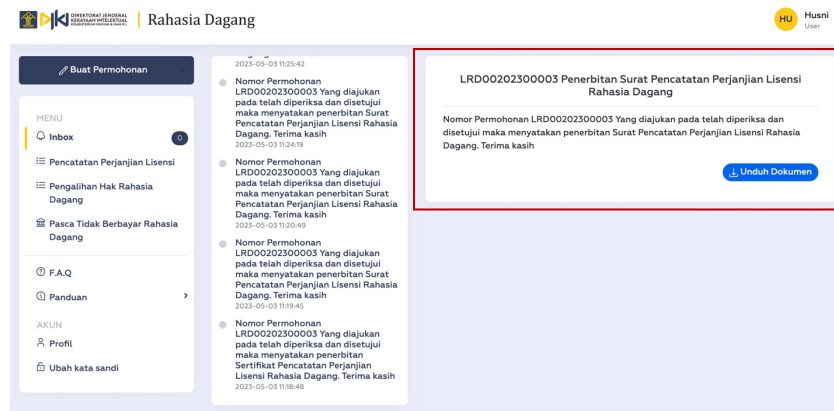 DIREKTORAT JENDERAL
KEKAYAAN INTELEKTUAL
KEMENTERIAN HUKUM & HAM R.I.
Rahasia Dagang
HU
Husni
User
Buat Permohonan
MENU
Inbox
0
Pencatatan Perjanjian Lisensi
Pengalihan Hak Rahasia
Dagang
Pasca Tidak Berbayar Rahasia
Dagang
F.A.Q
Panduan
AKUN
Profil
Ubah kata sandi
2023-05-03 11:25:42
Nomor Permohonan
LRD00202300003 Yang diajukan
pada telah diperiksa dan disetujui
maka menyatakan penerbitan Surat
Pencatatan Perjanjian Lisensi Rahasia
Dagang. Terima kasih
2023-05-03 11:24:19
Nomor Permohonan
LRD00202300003 Yang diajukan
pada telah diperiksa dan disetujui
maka menyatakan penerbitan Surat
Pencatatan Perjanjian Lisensi Rahasia
Dagang. Terima kasih
2023-05-03 11:20:49
Nomor Permohonan
LRD00202300003 Yang diajukan
pada telah diperiksa dan disetujui
maka menyatakan penerbitan Surat
Pencatatan Perjanjian Lisensi Rahasia
Dagang. Terima kasih
2023-05-03 11:19:45
Nomor Permohonan
LRD00202300003 Yang diajukan
pada telah diperiksa dan disetujui
maka menyatakan penerbitan
Sertifikat Pencatatan Perjanjian
Lisensi Rahasia Dagang. Terima kasih
2023-05-03 11:18:48
LRD00202300003 Penerbitan Surat Pencatatan Perjanjian Lisensi
Rahasia Dagang
Nomor Permohonan LRD00202300003 Yang diajukan pada telah diperiksa dan
disetujui maka menyatakan penerbitan Surat Pencatatan Perjanjian Lisensi Rahasia
Dagang. Terima kasih
Unduh Dokumen